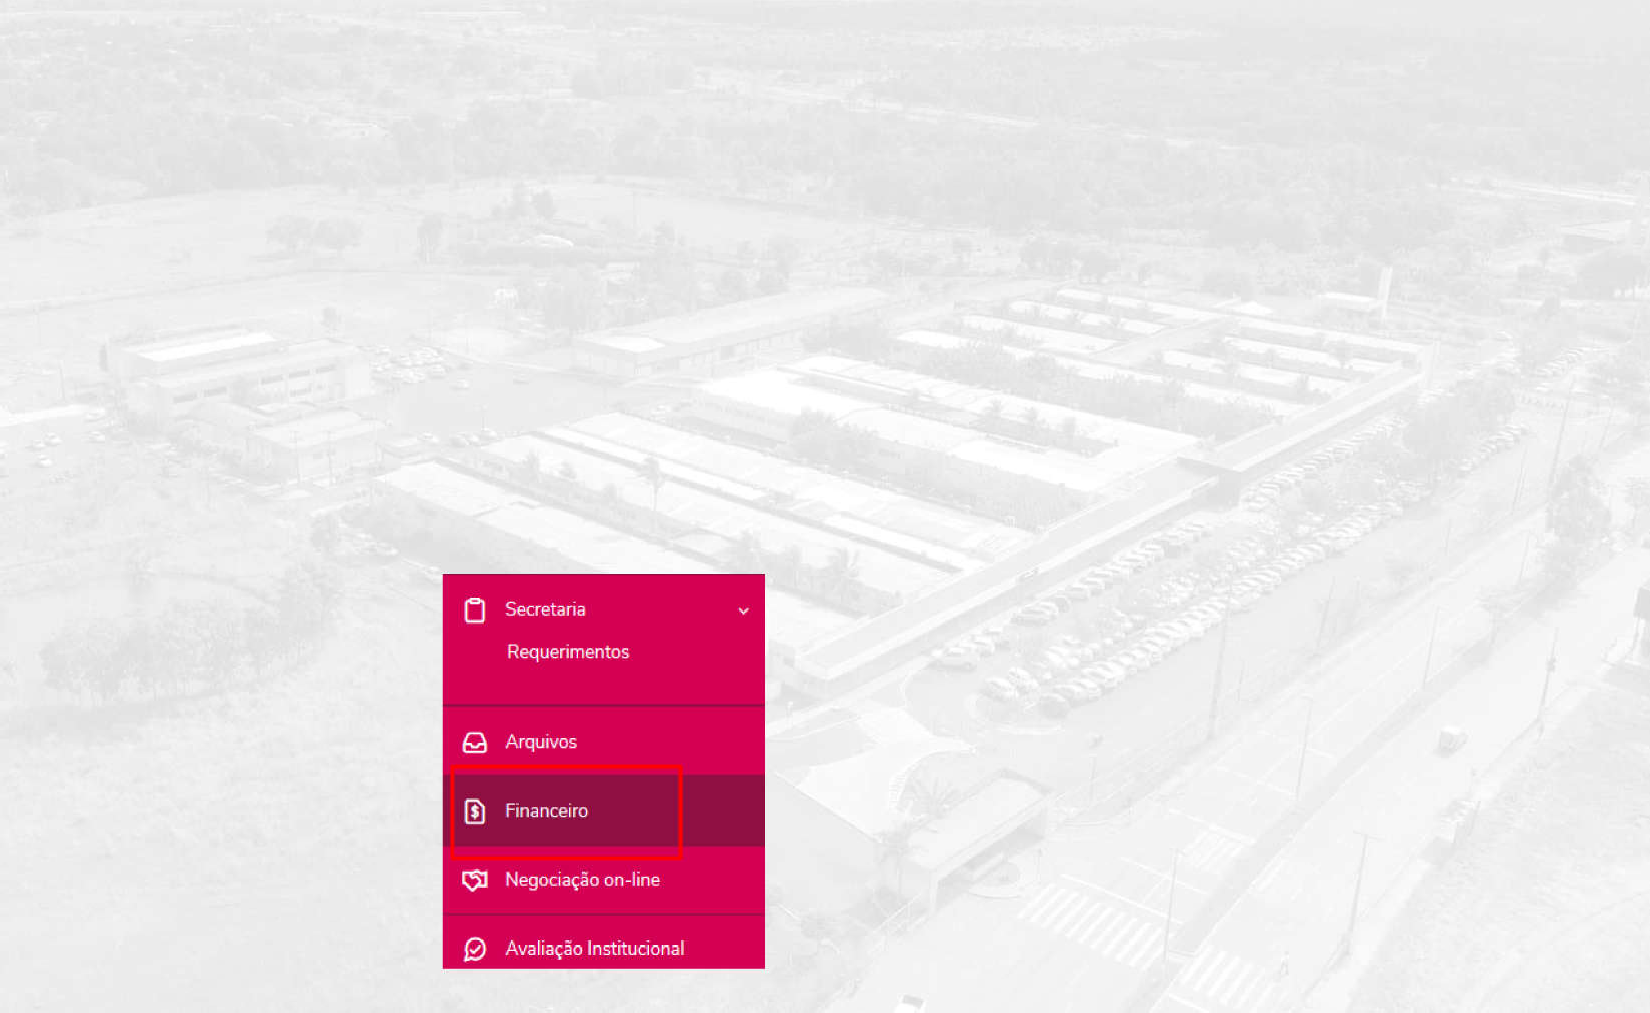 Secretaria
Requerimentos
Arquivos
Financeiro
Negociação on-line
Avaliação Institucional